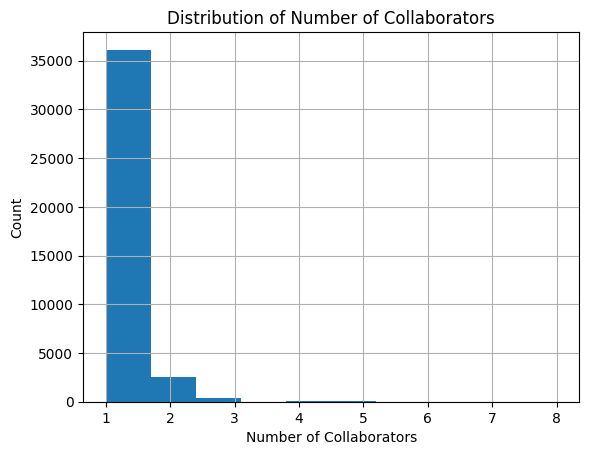 Distribution of Number of Collaborators
35000
30000
25000
20000
15000
10000
5000
0
Count
1 2 3 4 5 6 7 8
Number of Collaborators